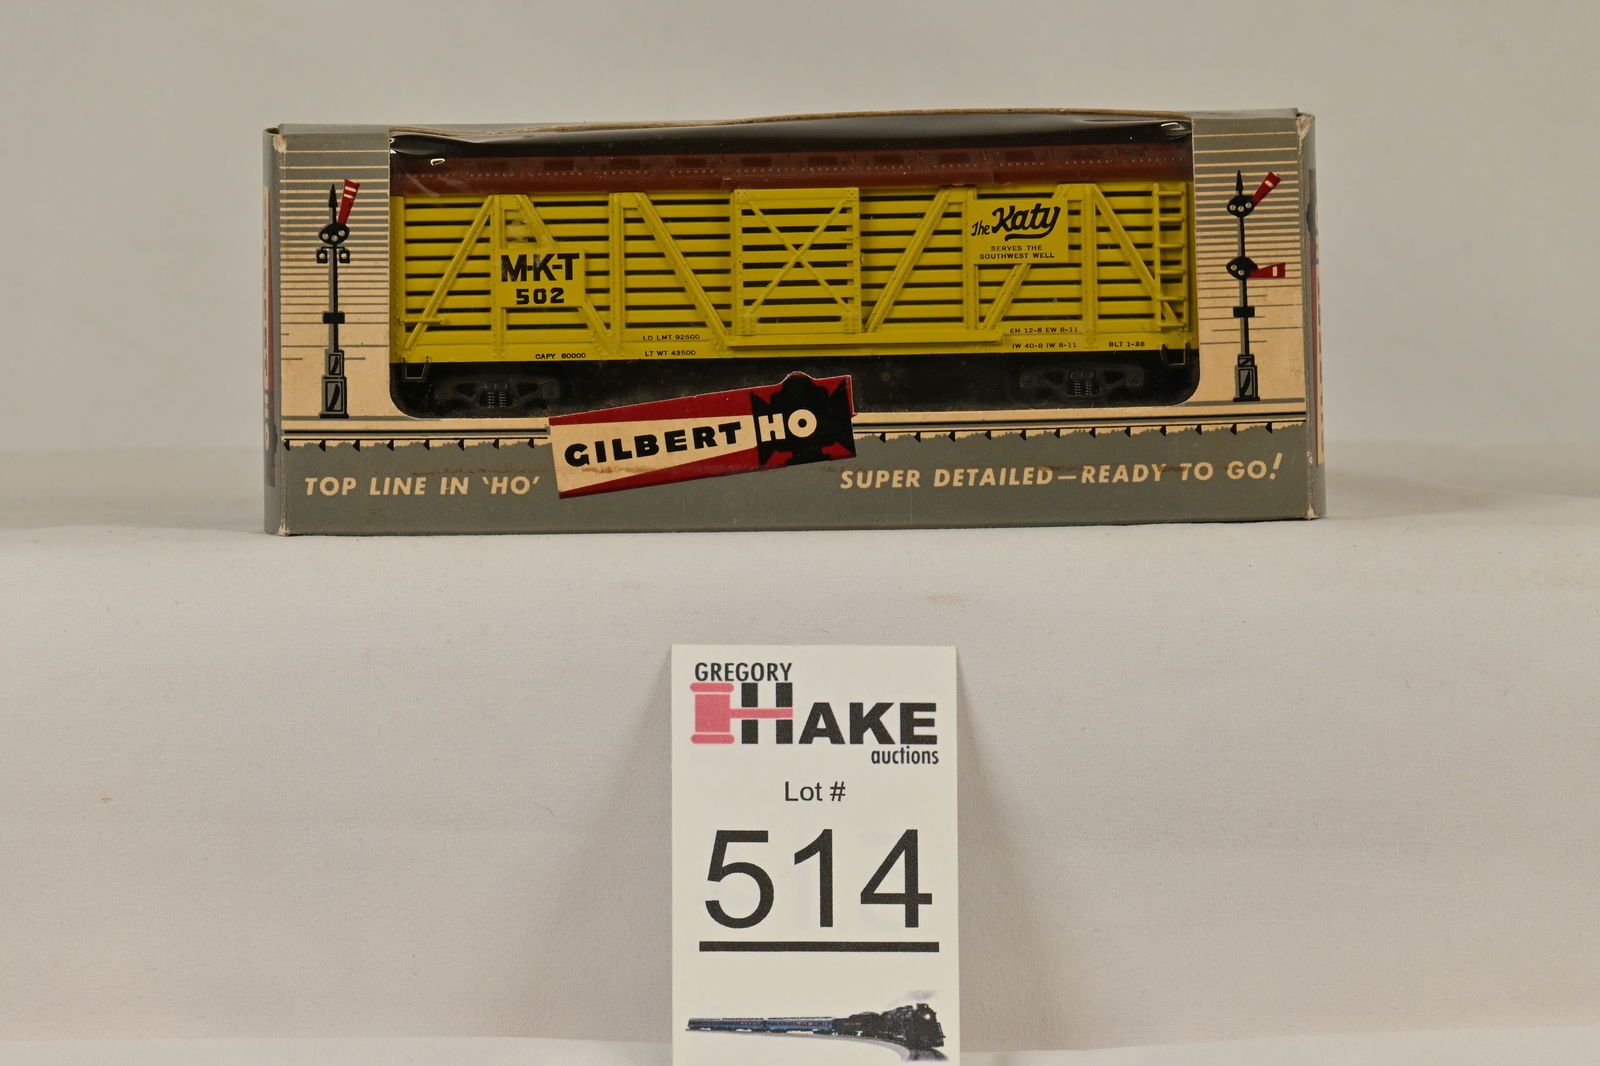 M-K-T
502
The Katy
SERVES THE
SOUTHWEST WELL
CAPY 80000
LD LMT 92500
LT WT 43500
EH 12-8 EW 8-11
IW 40-8 IW 8-11
BLT 1-38
GILBERT HO
TOP LINE IN 'HO'
SUPER DETAILED—READY TO GO!
GREGORY
HAKE
auctions
Lot #
514